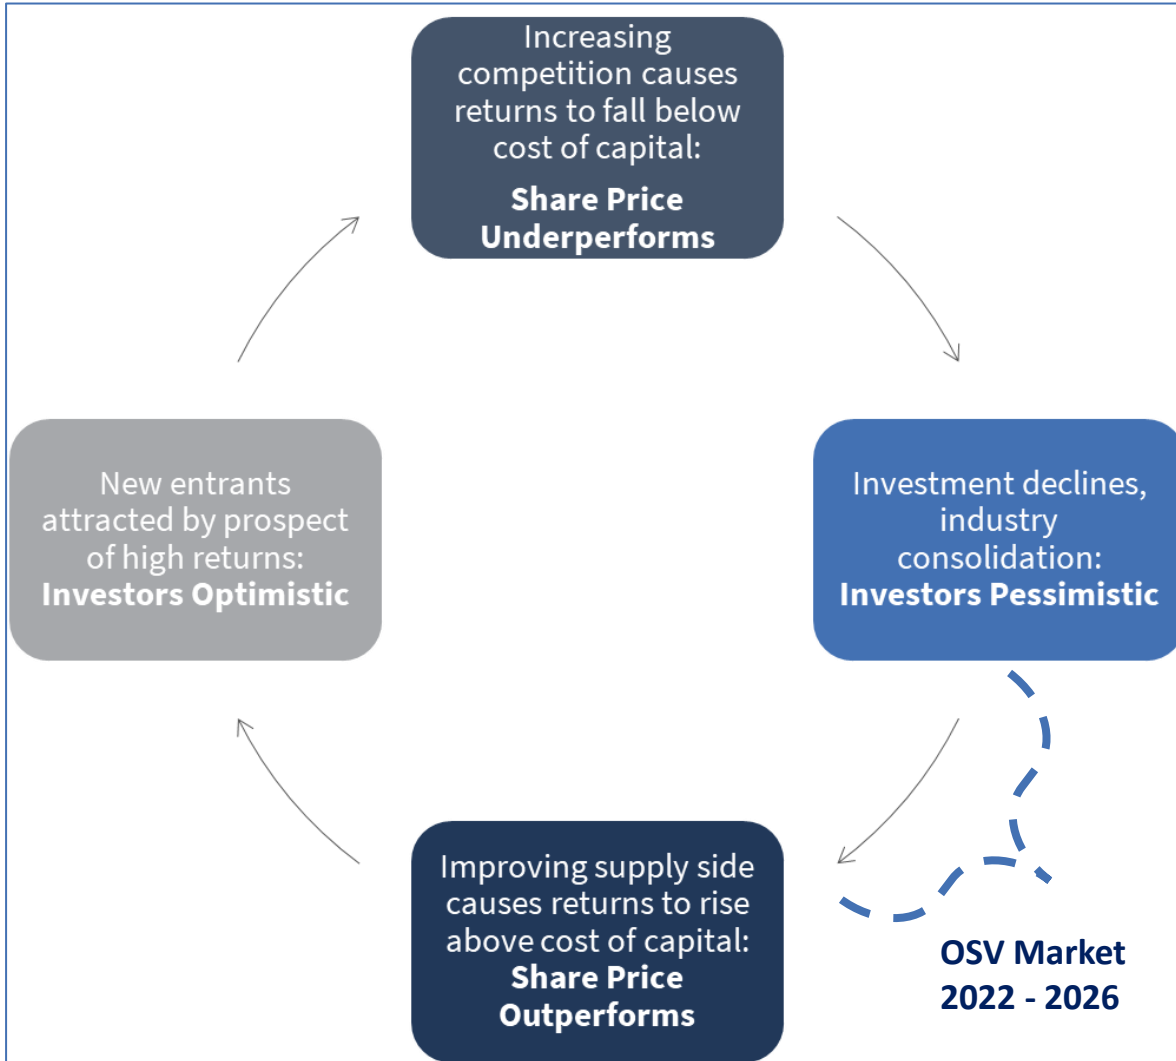 Increasing
competition causes
returns to fall below
cost of capital:
Share Price
Underperforms
New entrants
attracted by prospect
of high returns:
Investors Optimistic
Investment declines,
industry
consolidation:
Investors Pessimistic
Improving supply side
causes returns to rise
above cost of capital:
Share Price
Outperforms
OSV Market
2022 - 2026